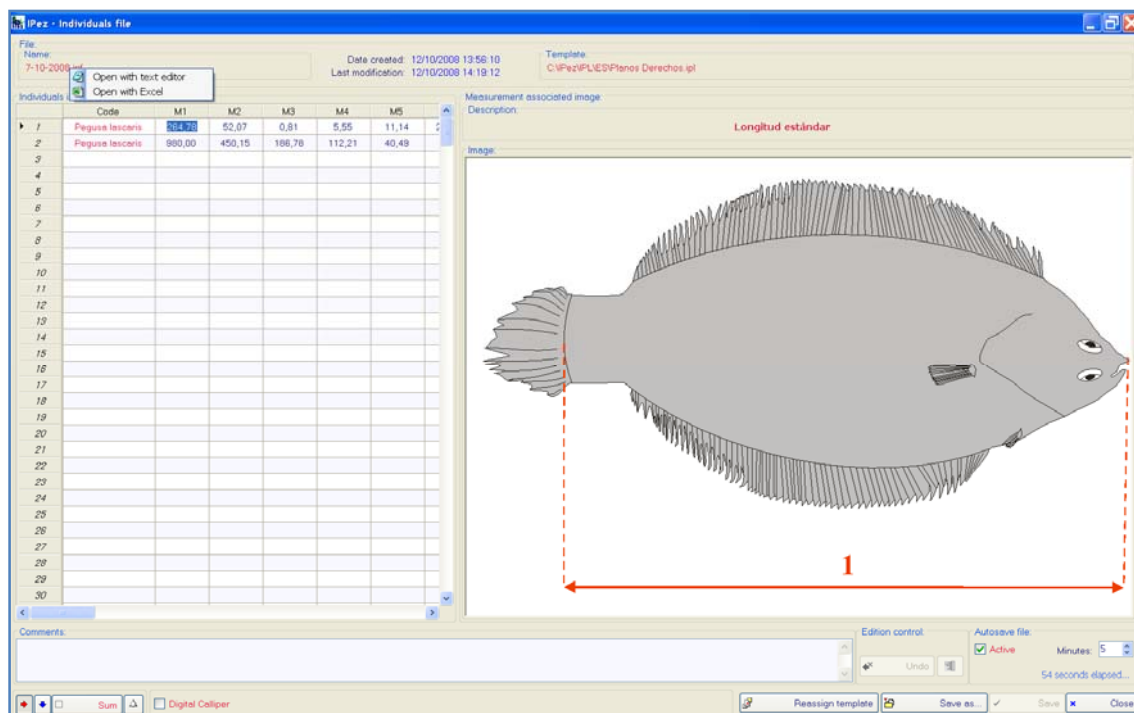 IPez - Individuals file
File:
Name:
7-10-2008.inf
Date created: 12/10/2008 13:56:10
Last modification: 12/10/2008 14:19:12
Template:
C:\IPez\IPL\ES\Planos Derechos.ipl
Open with text editor
Open with Excel
Individuals
Code M1 M2 M3 M4 M5
1 Pegusa lascaris 264,78 52,07 0,81 5,55 11,14
2 Pegusa lascaris 980,00 450,15 186,78 112,21 40,49
3
4
5
6
7
8
9
10
11
12
13
14
15
16
17
18
19
20
21
22
23
24
25
26
27
28
29
30
Measurement associated image:
Description:
Longitud estándar
Image:
1
Comments:
Edition control:
Undo
Autosave file:
Active Minutes: 5
54 seconds elapsed...
Sum
Digital Calliper
Reassign template
Save as...
Save
Close